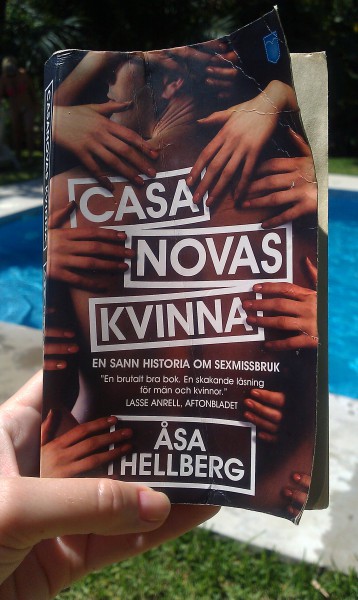 CASA
NOVAS
KVINNA
EN SANN HISTORIA OM SEXMISSBRUK
"En brutalt bra bok. En skakande läsning
för män och kvinnor."
LASSE ANRELL, AFTONBLADET
ÅSA
HELLBERG